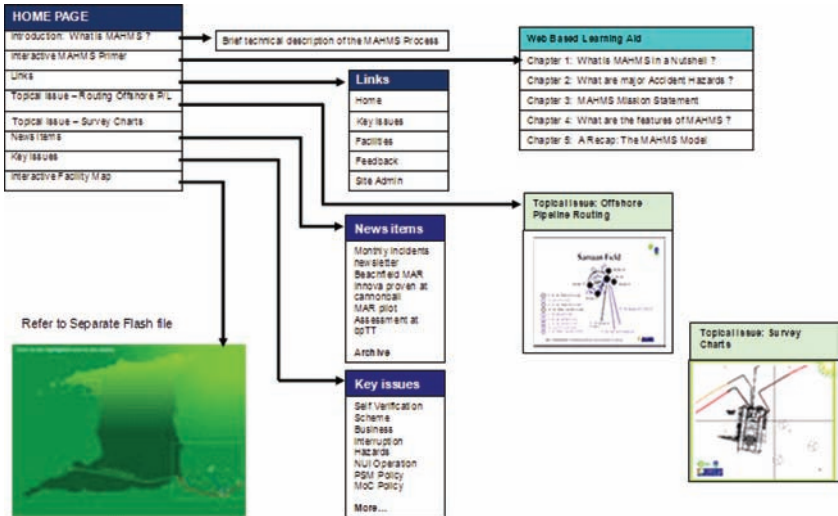 HOME PAGE
Introduction: What is MAHMS ?
Interactive MAHMS Primer
Links
Topical Issue – Routing Offshore P/L
Topical Issue – Survey Charts
News Items
Key Issues
Interactive Facility Map
Brief technical description of the MAHMS Process
Web Based Learning Aid
Chapter 1: What is MAHMS in a Nutshell ?
Chapter 2: What are major Accident Hazards ?
Chapter 3: MAHMS Mission Statement
Chapter 4: What are the features of MAHMS ?
Chapter 5: A Recap: The MAHMS Model
Links
Home
Key Issues
Facilities
Feedback
Site Admin
News items
Monthly incidents
newsletter
Beachfield MAR
Innova proven at
cannonball
MAR pilot
Assessment at
bpTT
Archive
Key issues
Self Verification
Scheme
Business
Interruption
Hazards
NUI Operation
PSM Policy
MoC Policy
More...
Topical Issue: Offshore
Pipeline Routing
Topical Issue: Survey
Charts
Refer to Separate Flash file